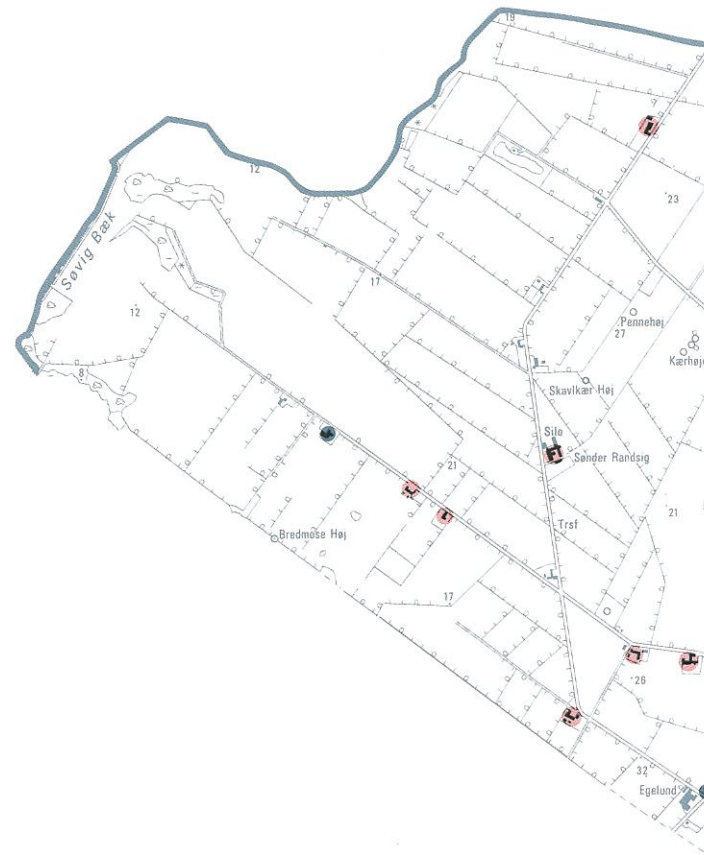 19
12
23
Søvig Bæk
17
12
Pennehøj
27
Kærhøje
8
Skavlkær Høj
Silo
Sønder Randsig
21
21
Bredmose Høj
Trsf
17
26
32
Egelund